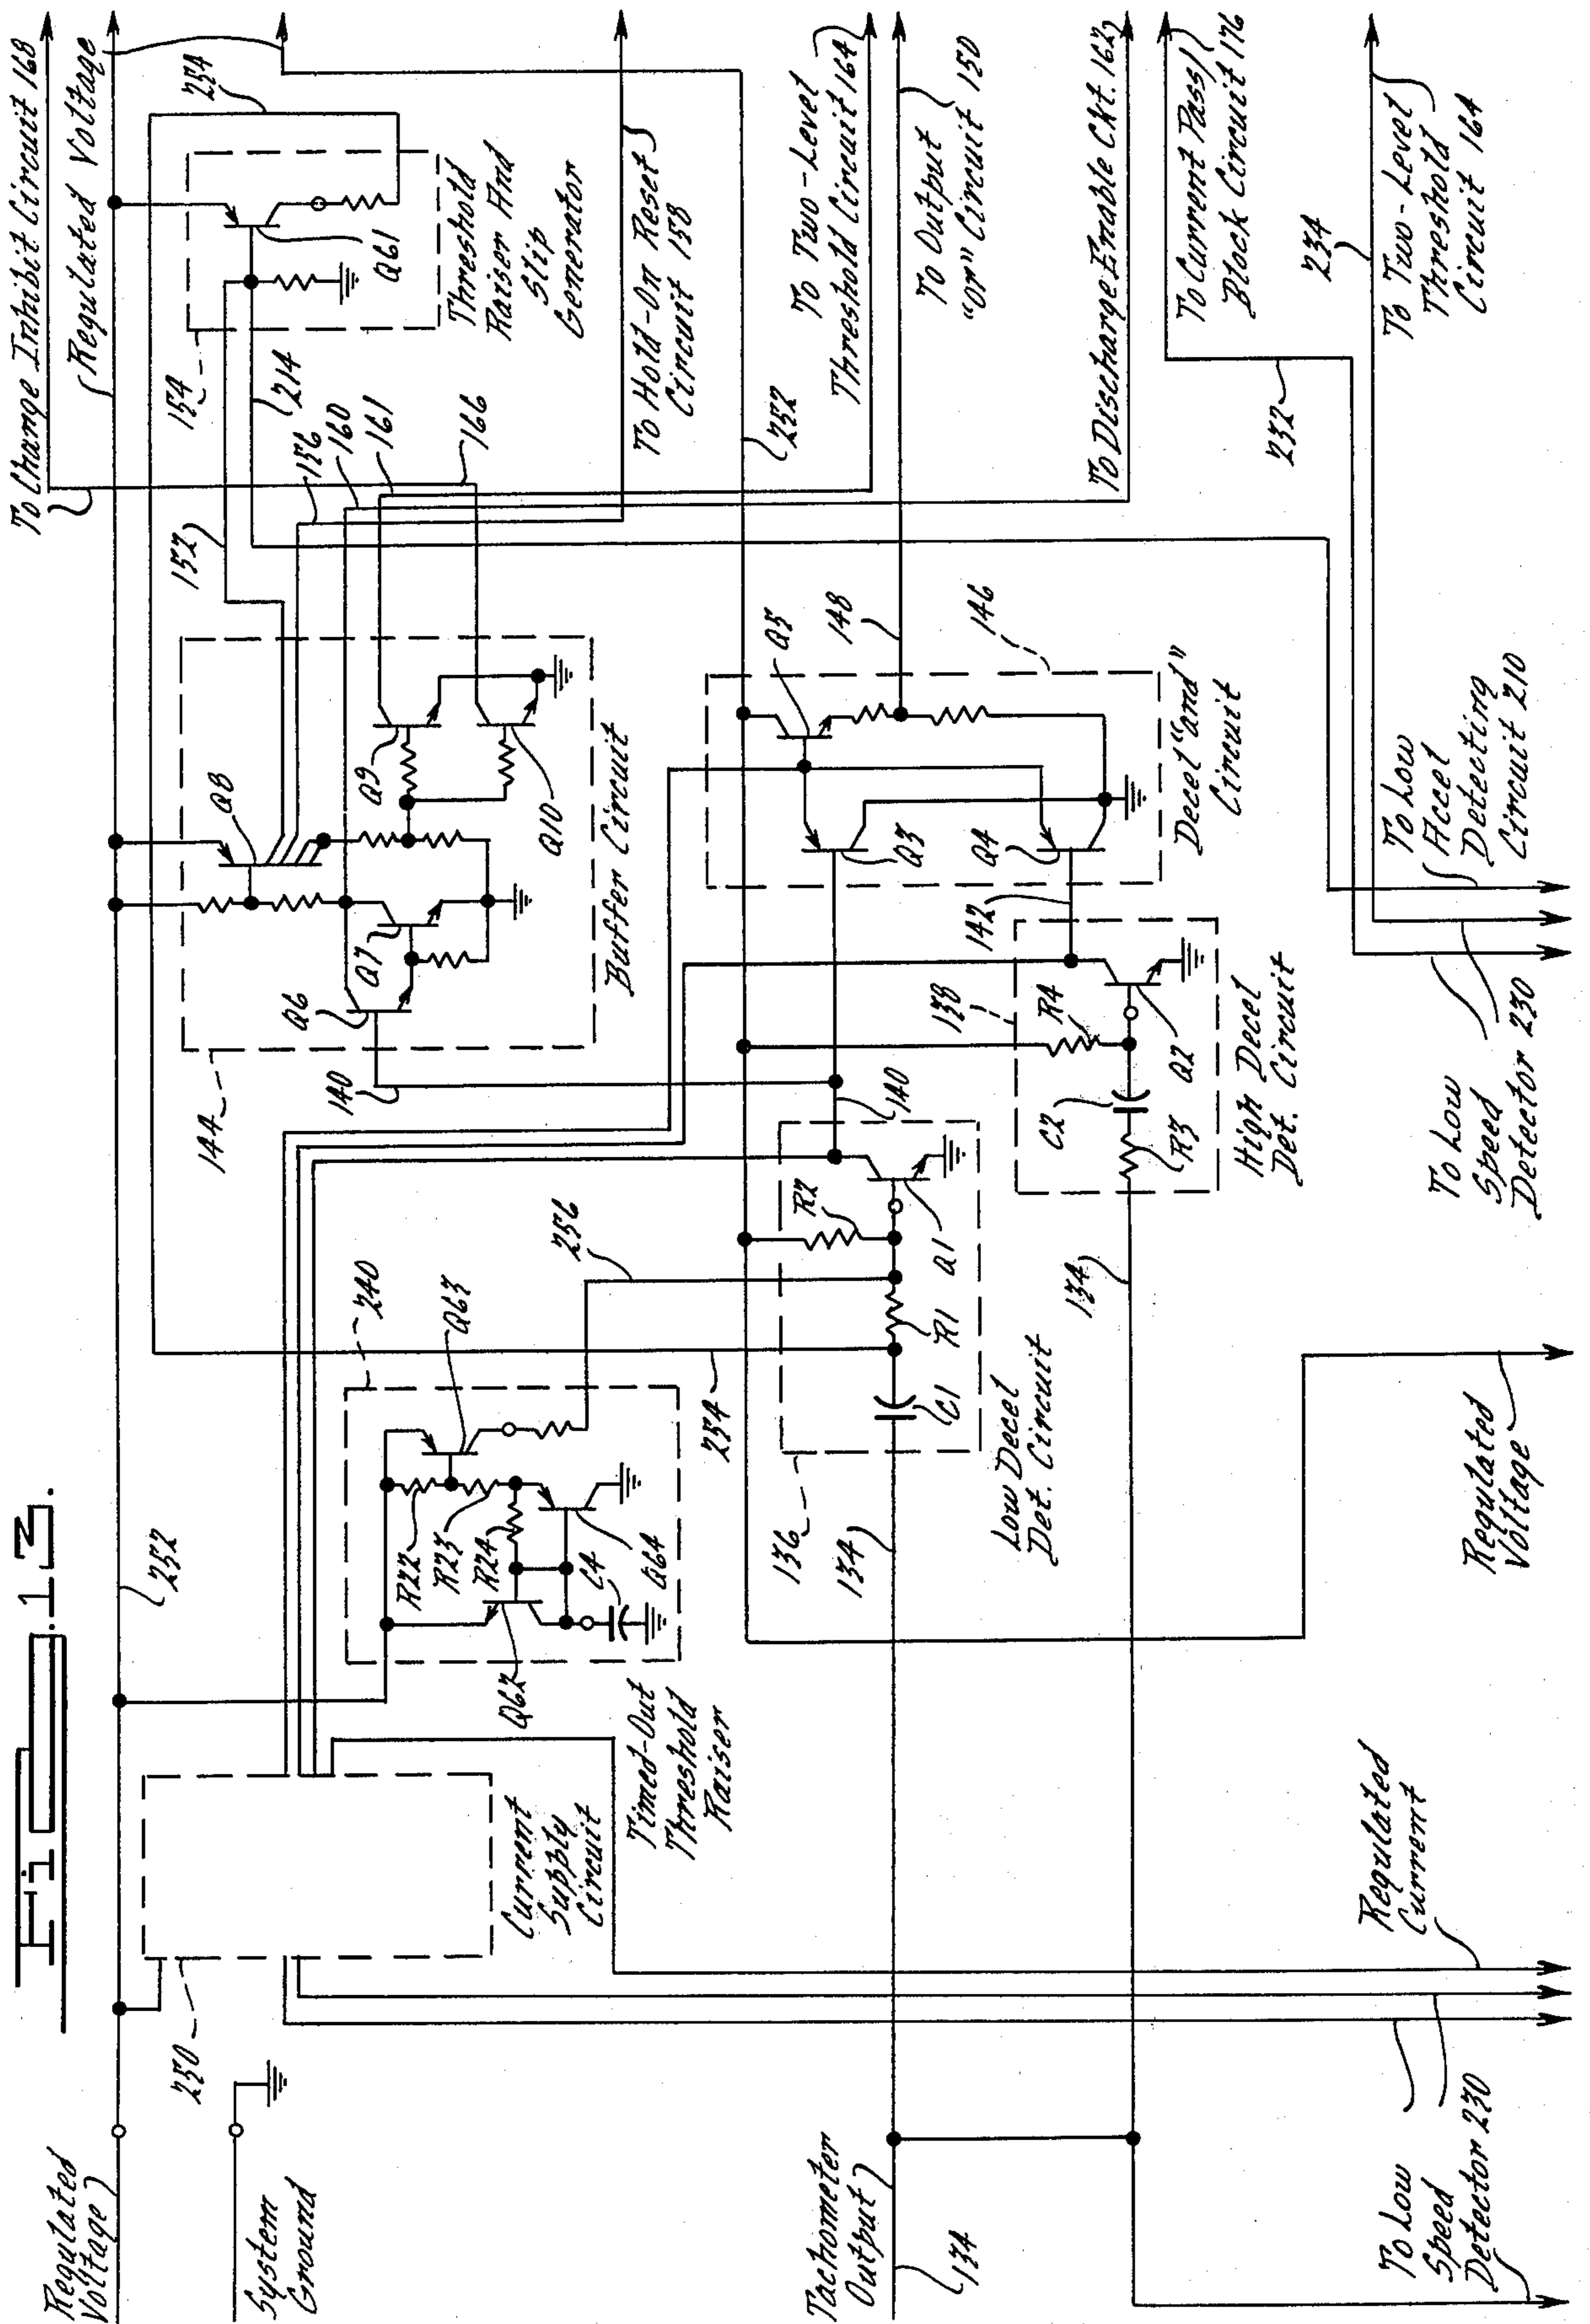 Fig. 13.
Regulated
Voltage
System
Ground
250
252
Current
Supply
Circuit
Timed-Out
Threshold
Raiser
240
Q62
Q63
Q64
R22
R23
R24
C4
254
256
To Change Inhibit Circuit 168
Regulated Voltage
254
154
152
214
Q61
Threshold
Raiser And
Slip
Generator
156
160
161
166
To Hold-On Reset
Circuit 158
144
140
Q6
Q7
Q8
Q9
Q10
Buffer Circuit
252
To Two-Level
Threshold Circuit 164
To Output
"or" Circuit 150
148
146
Q5
Q3
Q4
Decel "and"
Circuit
142
140
136
134
C1
R1
R2
Q1
Low Decel
Det. Circuit
138
134
C2
R3
R4
Q2
High Decel
Det. Circuit
To Discharge Enable Ckt. 162
To Current Pass/
Block Circuit 176
232
234
To Two-Level
Threshold
Circuit 164
To Low
Accel
Detecting
Circuit 210
To Low
Speed
Detector 230
Regulated
Voltage
Regulated
Current
Tachometer
Output
134
To Low
Speed
Detector 230